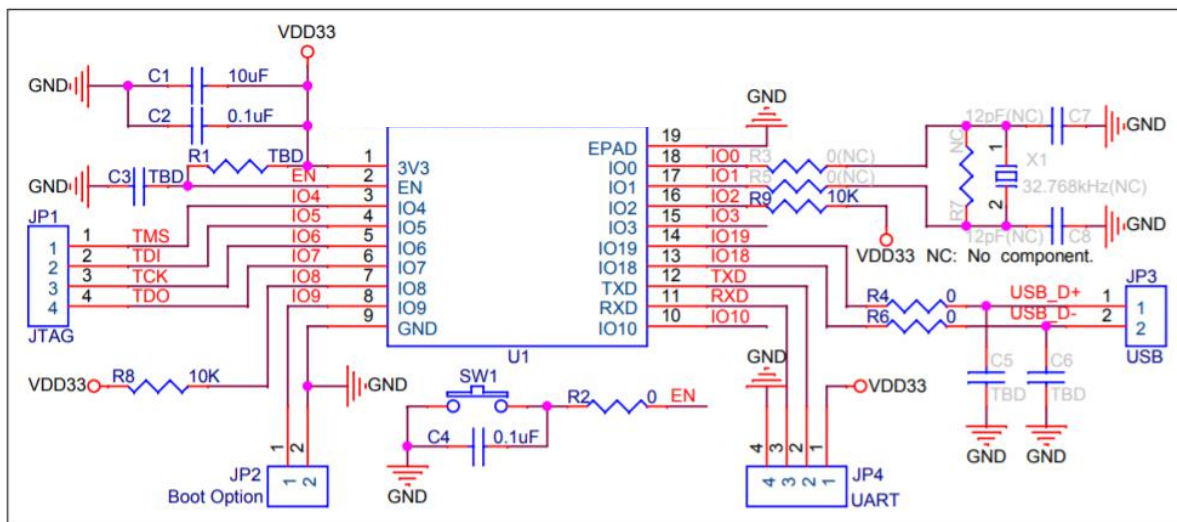 VDD33
GND C1 10uF
C2 0.1uF
R1 TBD
GND C3 TBD
EN
1 3V3
2 EN
IO4 3 IO4
IO5 4 IO5
IO6 5 IO6
IO7 6 IO7
IO8 7 IO8
IO9 8 IO9
9 GND
U1
JP1
1 1 TMS
2 2 TDI
3 3 TCK
4 4 TDO
JTAG
GND
EPAD 19
IO0 18 IO0 R3 0(NC)
IO1 17 IO1 R5 0(NC)
IO2 16 IO2 R9 10K
IO3 15 IO3
IO19 14 IO19
IO18 13 IO18
TXD 12 TXD
RXD 11 RXD
IO10 10 IO10
12pF(NC) C7 GND
NC
R7
1
X1
32.768kHz(NC)
2
12pF(NC) C8 GND
VDD33 NC: No component.
JP3
R4 0 USB_D+ 1 1
R6 0 USB_D- 2 2
USB
C5
TBD
C6
TBD
GND GND
VDD33 R8 10K
GND
SW1
R2 0 EN
C4 0.1uF
GND
1 2
1 2
JP2
Boot Option
GND
VDD33
4 3 2 1
4 3 2 1
JP4
UART